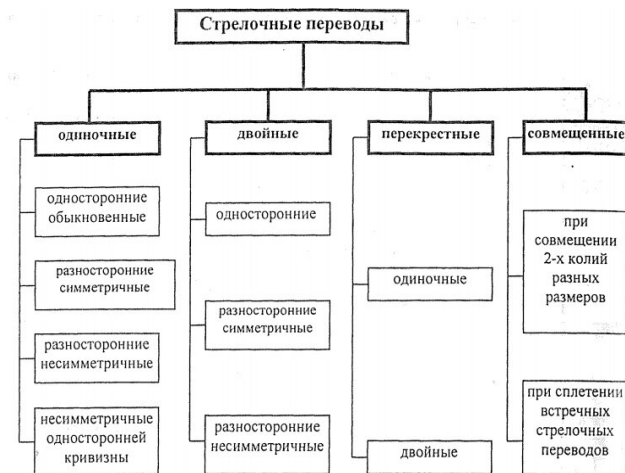 Стрелочные переводы
одиночные
двойные
перекрестные
совмещенные
односторонние
обыкновенные
разносторонние
симметричные
разносторонние
несимметричные
несимметричные
односторонней
кривизны
односторонние
разносторонние
симметричные
разносторонние
несимметричные
одиночные
двойные
при
совмещении
2-х колий
разных
размеров
при сплетении
встречных
стрелочных
переводов